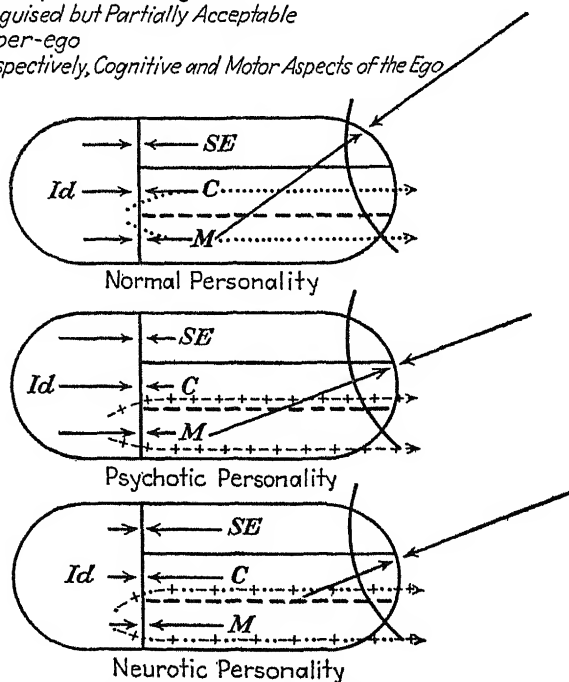 guised but Partially Acceptable
per-ego
spectively, Cognitive and Motor Aspects of the Ego
SE
Id C
M
Normal Personality
SE
Id C
M
Psychotic Personality
SE
Id C
M
Neurotic Personality